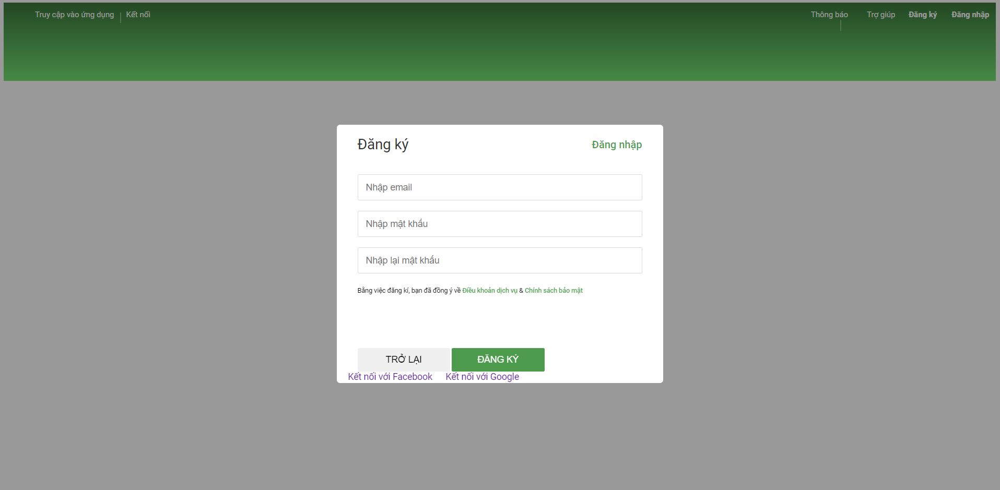 Truy cập vào ứng dụng Kết nối Thông báo Trợ giúp Đăng ký Đăng nhập
Đăng ký Đăng nhập
Nhập email
Nhập mật khẩu
Nhập lại mật khẩu
Bằng việc đăng kí, bạn đã đồng ý về Điều khoản dịch vụ & Chính sách bảo mật
TRỞ LẠI ĐĂNG KÝ
Kết nối với Facebook Kết nối với Google